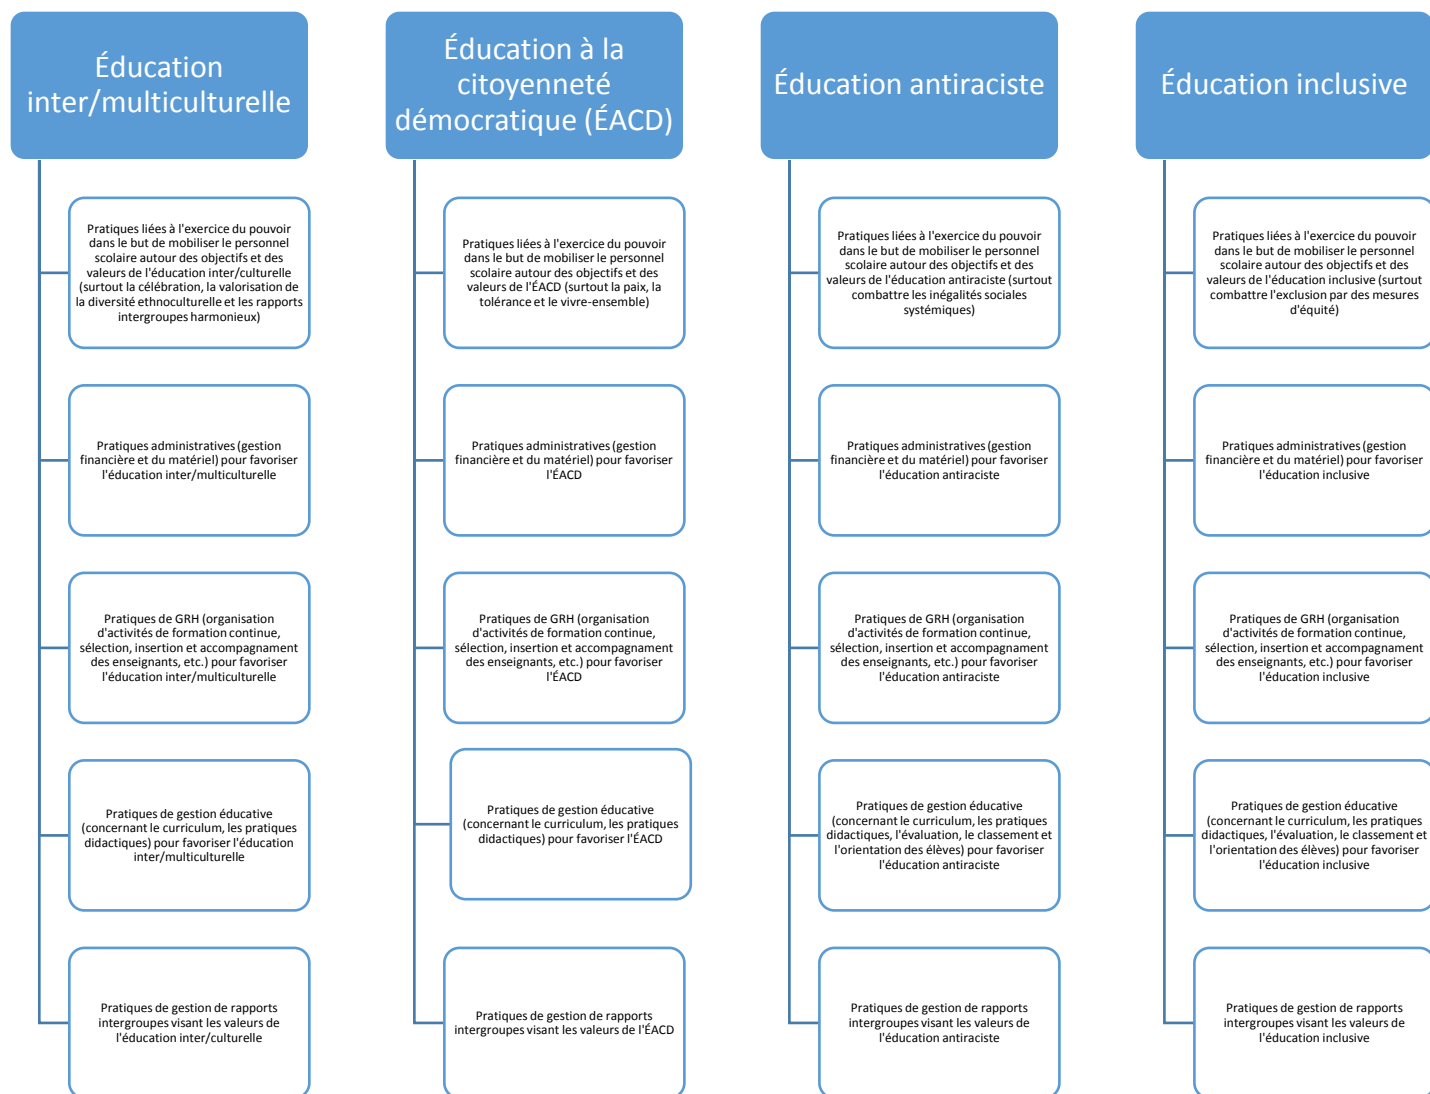 Éducation
inter/multiculturelle
Pratiques liées à l'exercice du pouvoir
dans le but de mobiliser le personnel
scolaire autour des objectifs et des
valeurs de l'éducation inter/culturelle
(surtout la célébration, la valorisation de
la diversité ethnoculturelle et les rapports
intergroupes harmonieux)
Pratiques administratives (gestion
financière et du matériel) pour favoriser
l'éducation inter/multiculturelle
Pratiques de GRH (organisation
d'activités de formation continue,
sélection, insertion et accompagnament
des enseignants, etc.) pour favoriser
l'éducation inter/multiculturelle
Pratiques de gestion éducative
(concernant le curriculum, les pratiques
didactiques) pour favoriser l'éducation
inter/multiculturelle
Pratiques de gestion de rapports
intergroupes visant les valeurs de
l'éducation inter/culturelle
Éducation à la
citoyenneté
démocratique (ÉACD)
Pratiques liées à l'exercice du pouvoir
dans le but de mobiliser le personnel
scolaire autour des objectifs et des
valeurs de l'ÉACD (surtout la paix, la
tolérance et le vivre-ensemble)
Pratiques administratives (gestion
financière et du matériel) pour favoriser
l'ÉACD
Pratiques de GRH (organisation
d'activités de formation continue,
sélection, insertion et accompagnament
des enseignants, etc.) pour favoriser
l'ÉACD
Pratiques de gestion éducative
(concernant le curriculum, les pratiques
didactiques) pour favoriser l'ÉACD
Pratiques de gestion de rapports
intergroupes visant les valeurs de l'ÉACD
Éducation antiraciste
Pratiques liées à l'exercice du pouvoir
dans le but de mobiliser le personnel
scolaire autour des objectifs et des
valeurs de l'éducation antiraciste (surtout
combattre les inégalités sociales
systémiques)
Pratiques administratives (gestion
financière et du matériel) pour favoriser
l'éducation antiraciste
Pratiques de GRH (organisation
d'activités de formation continue,
sélection, insertion et accompagnament
des enseignants, etc.) pour favoriser
l'éducation antiraciste
Pratiques de gestion éducative
(concernant le curriculum, les pratiques
didactiques, l'évaluation, le classement et
l'orientation des élèves) pour favoriser
l'éducation antiraciste
Pratiques de gestion de rapports
intergroupes visant les valeurs de
l'éducation antiraciste
Éducation inclusive
Pratiques liées à l'exercice du pouvoir
dans le but de mobiliser le personnel
scolaire autour des objectifs et des
valeurs de l'éducation inclusive (surtout
combattre l'exclusion par des mesures
d'équité)
Pratiques administratives (gestion
financière et du matériel) pour favoriser
l'éducation inclusive
Pratiques de GRH (organisation
d'activités de formation continue,
sélection, insertion et accompagnament
des enseignants, etc.) pour favoriser
l'éducation inclusive
Pratiques de gestion éducative
(concernant le curriculum, les pratiques
didactiques, l'évaluation, le classement et
l'orientation des élèves) pour favoriser
l'éducation inclusive
Pratiques de gestion de rapports
intergroupes visant les valeurs de
l'éducation inclusive